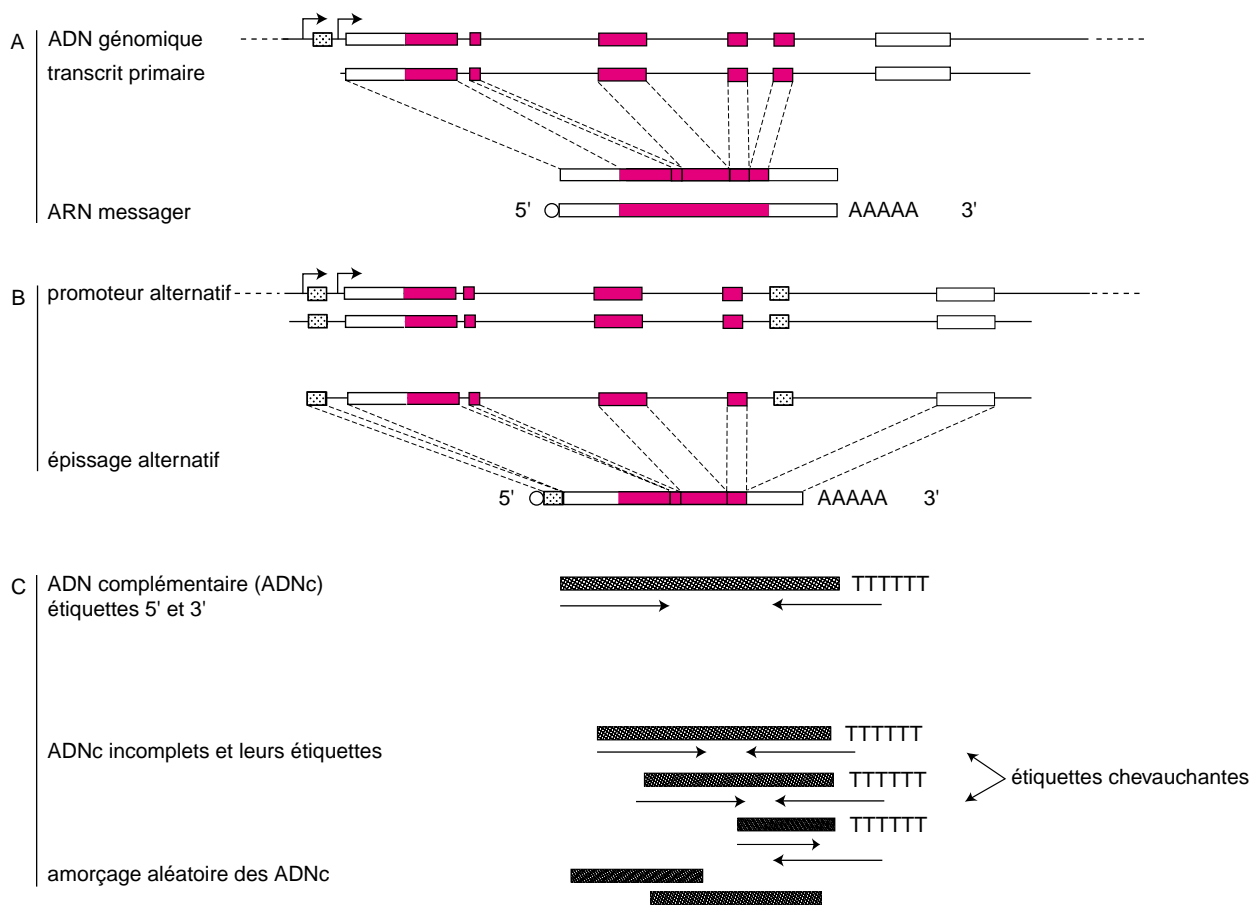 A
ADN génomique
transcrit primaire
ARN messager
5'
AAAAA
3'
B
promoteur alternatif
épissage alternatif
5'
AAAAA
3'
C
ADN complémentaire (ADNc)
TTTTTT
étiquettes 5' et 3'
TTTTTT
ADNc incomplets et leurs étiquettes
TTTTTT
étiquettes chevauchantes
TTTTTT
amorçage aléatoire des ADNc